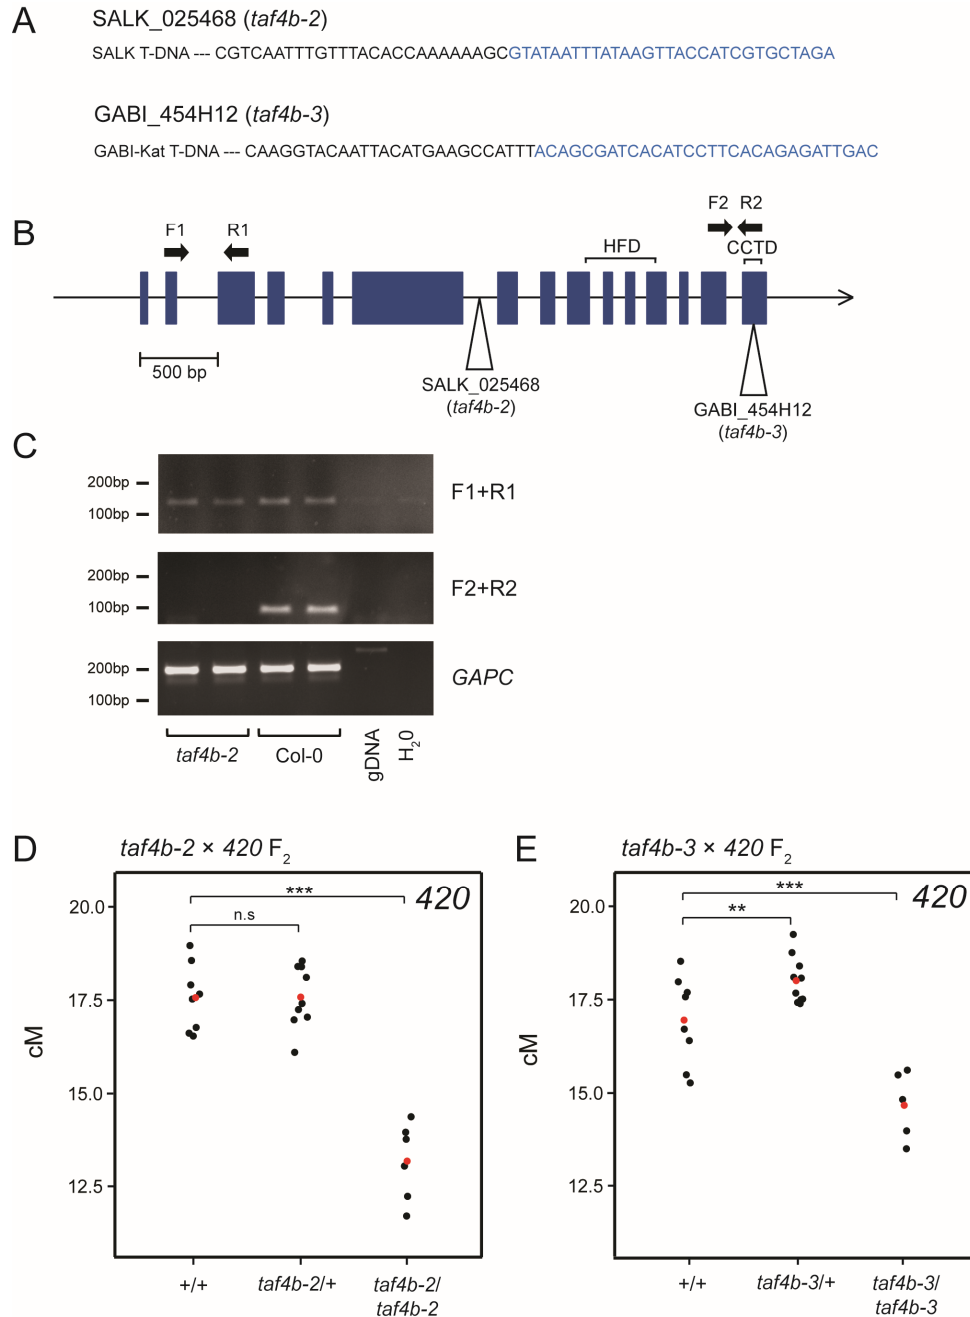 A
SALK_025468 (taf4b-2)
SALK T-DNA --- CGTCAATTTGTTTACACCAAAAAAGCGTATAATTTATAAGTTACCATCGTGCTAGA
GABI_454H12 (taf4b-3)
GABI-Kat T-DNA --- CAAGGTACAATTACATGAAGCCATTTACAGCGATCACATCCTTCACAGAGATTGAC
B
F1 R1 HFD F2 R2
CCTD
500 bp
SALK_025468
(taf4b-2)
GABI_454H12
(taf4b-3)
C
200bp
100bp
F1+R1
200bp
100bp
F2+R2
200bp
100bp
GAPC
taf4b-2 Col-0 gDNA H20
D
taf4b-2 × 420 F2
420
***
n.s
20.0
17.5
15.0
12.5
cM
+/+ taf4b-2/+ taf4b-2/
taf4b-2
E
taf4b-3 × 420 F2
420
***
**
20.0
17.5
15.0
12.5
cM
+/+ taf4b-3/+ taf4b-3/
taf4b-3